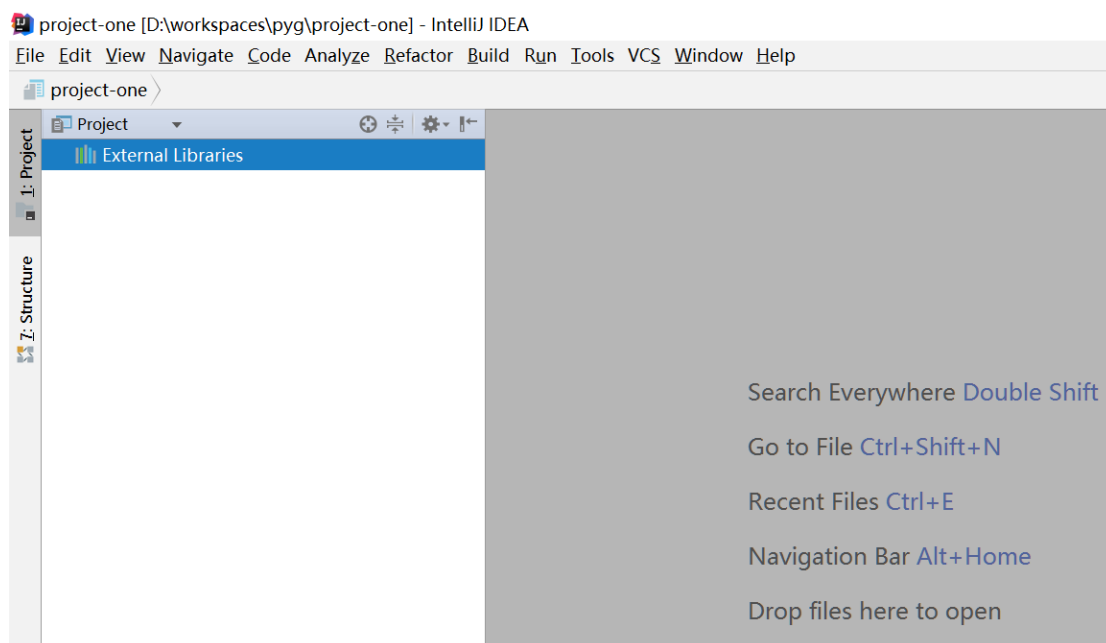 project-one [D:\workspaces\pyg\project-one] - IntelliJ IDEA
File Edit View Navigate Code Analyze Refactor Build Run Tools VCS Window Help
project-one
Project
External Libraries
1: Project
7: Structure
Search Everywhere Double Shift
Go to File Ctrl+Shift+N
Recent Files Ctrl+E
Navigation Bar Alt+Home
Drop files here to open